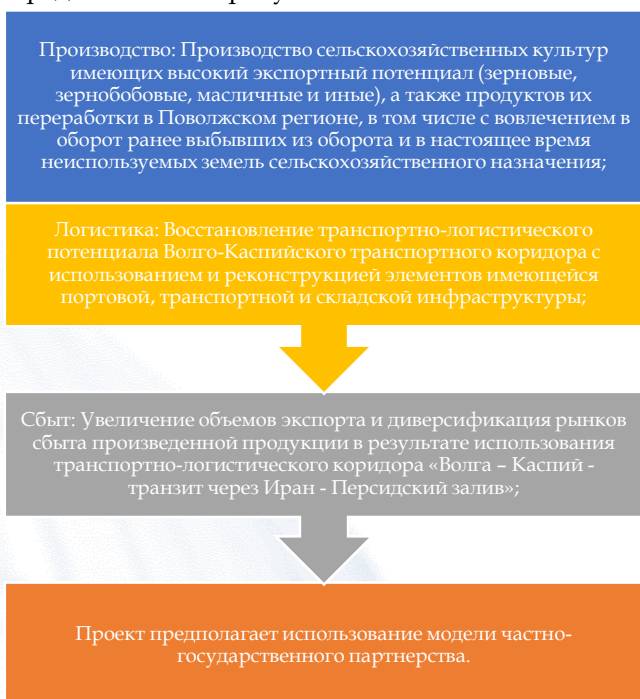 Производство: Производство сельскохозяйственных культур
имеющих высокий экспортный потенциал (зерновые,
зернобобовые, масличные и иные), а также продуктов их
переработки в Поволжском регионе, в том числе с вовлечением в
оборот ранее выбывших из оборота и в настоящее время
неиспользуемых земель сельскохозяйственного назначения;
Логистика: Восстановление транспортно-логистического
потенциала Волго-Каспийского транспортного коридора с
использованием и реконструкцией элементов имеющейся
портовой, транспортной и складской инфраструктуры;
Сбыт: Увеличение объемов экспорта и диверсификация рынков
сбыта произведенной продукции в результате использования
транспортно-логистического коридора «Волга – Каспий -
транзит через Иран - Персидский залив»;
Проект предполагает использование модели частно-
государственного партнерства.